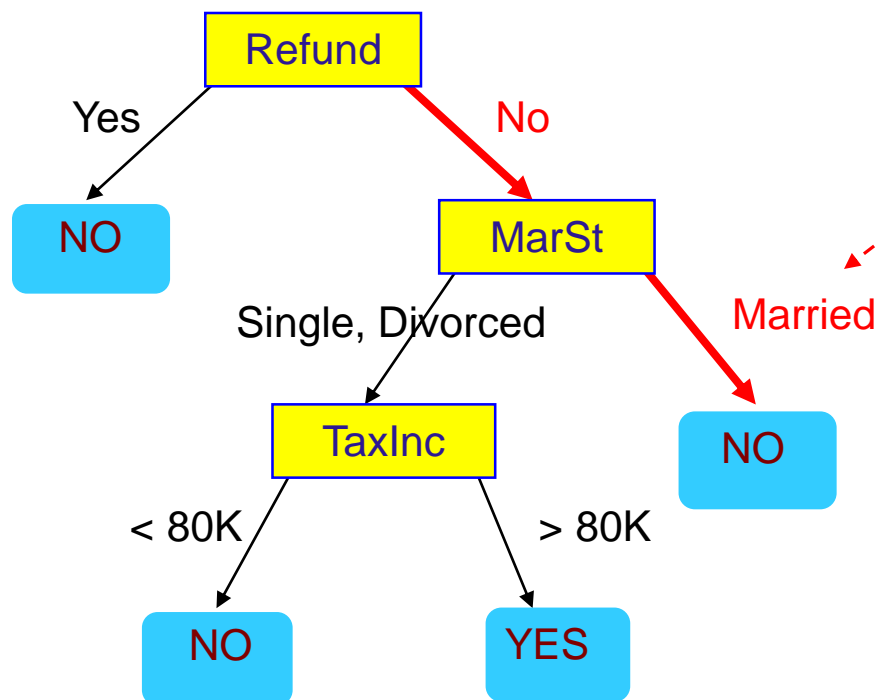 Refund
Yes
No
NO
MarSt
Single, Divorced
Married
TaxInc
NO
< 80K
> 80K
NO
YES